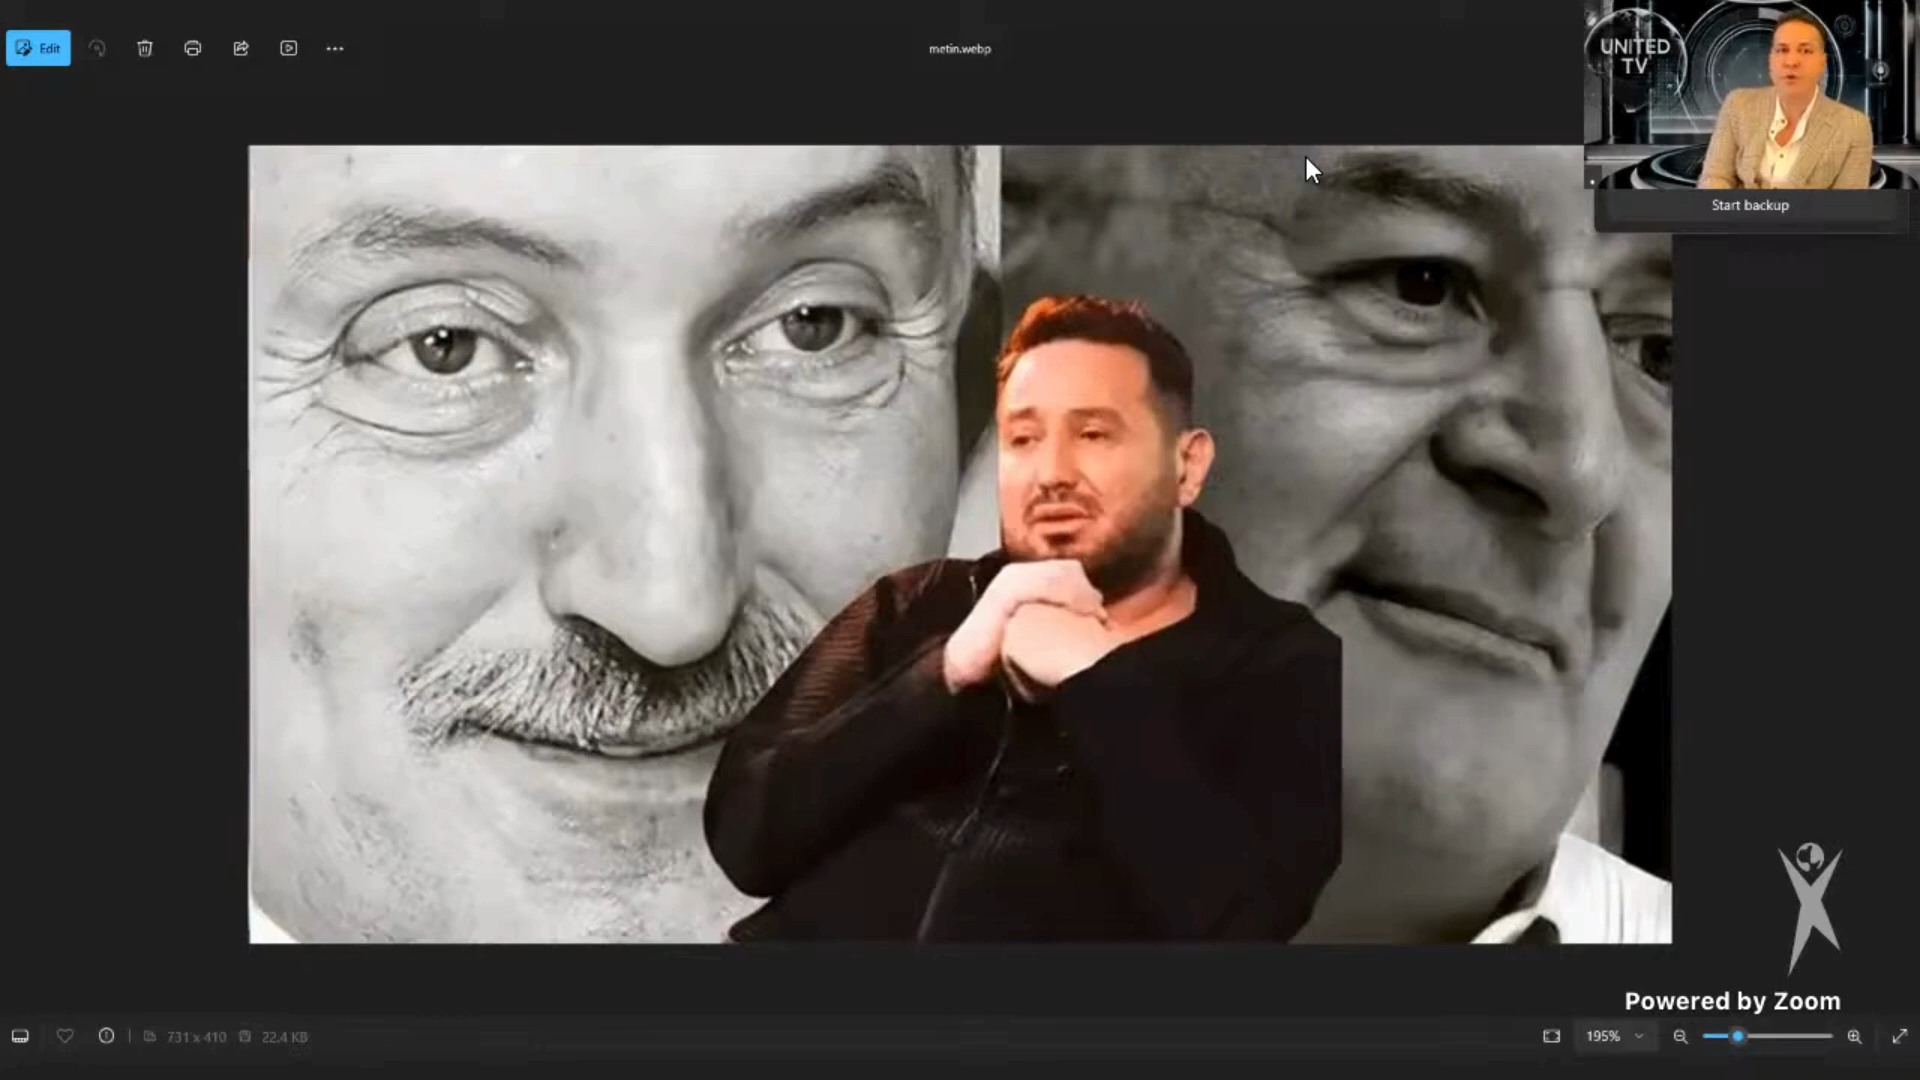 Edit
metin.webp
UNITED
TV
Start backup
Powered by Zoom
731 x 410
22.4 KB
195%